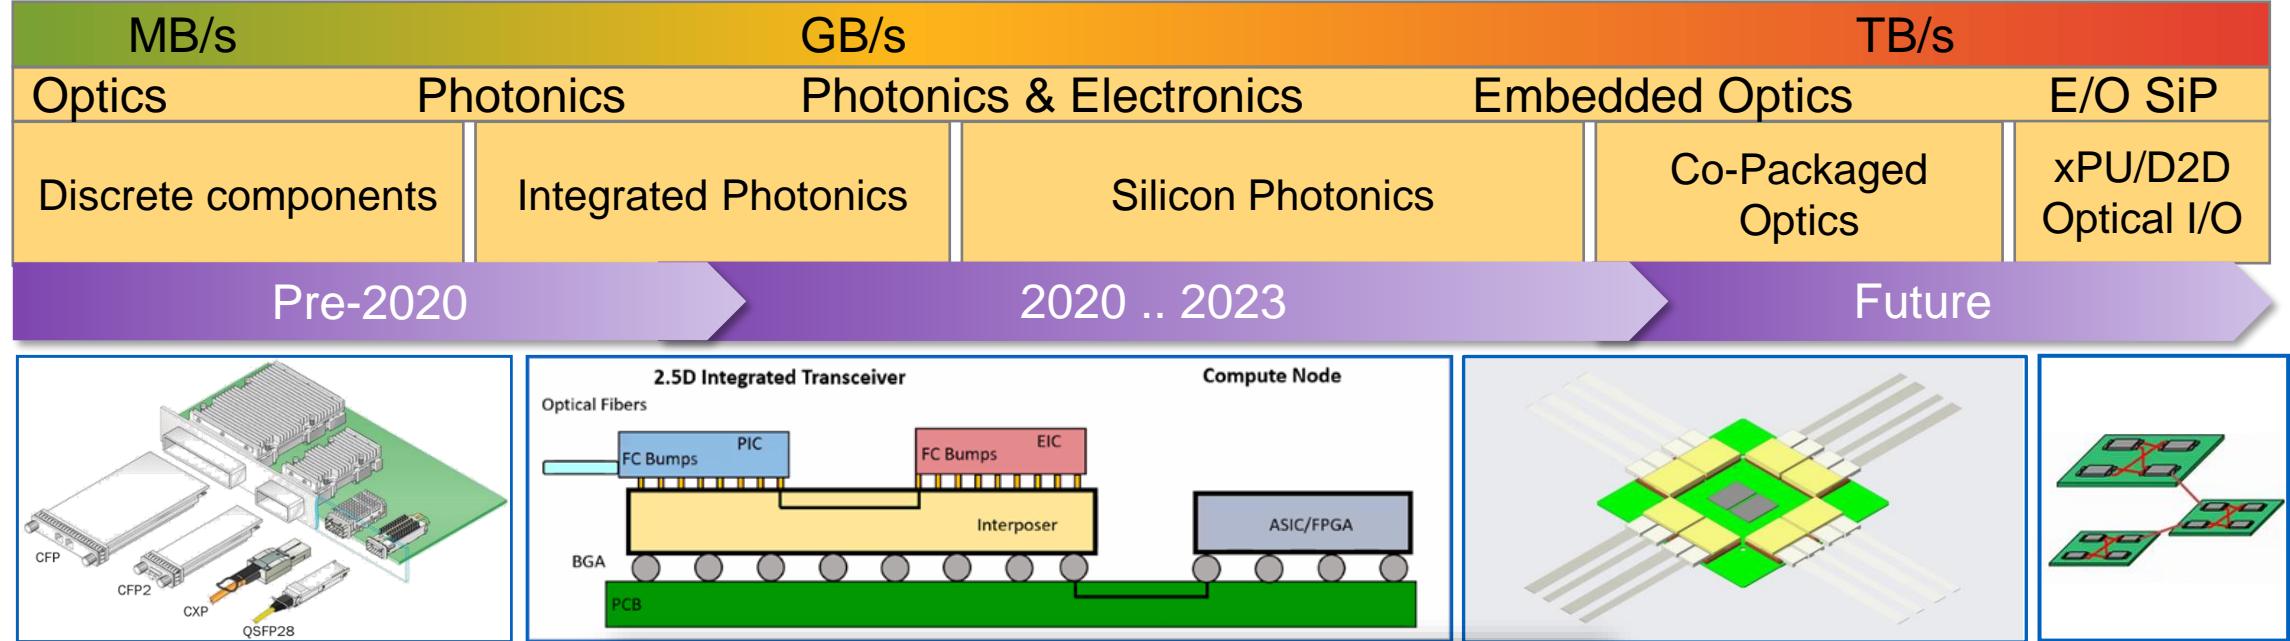 MB/s GB/s TB/s
Optics Photonics Photonics & Electronics Embedded Optics E/O SiP
Discrete components
Integrated Photonics
Silicon Photonics
Co-Packaged
Optics
xPU/D2D
Optical I/O
Pre-2020 2020 .. 2023 Future
CFP
CFP2
CXP
QSFP28
2.5D Integrated Transceiver
Compute Node
Optical Fibers
PIC
FC Bumps
EIC
FC Bumps
Interposer
ASIC/FPGA
BGA
PCB